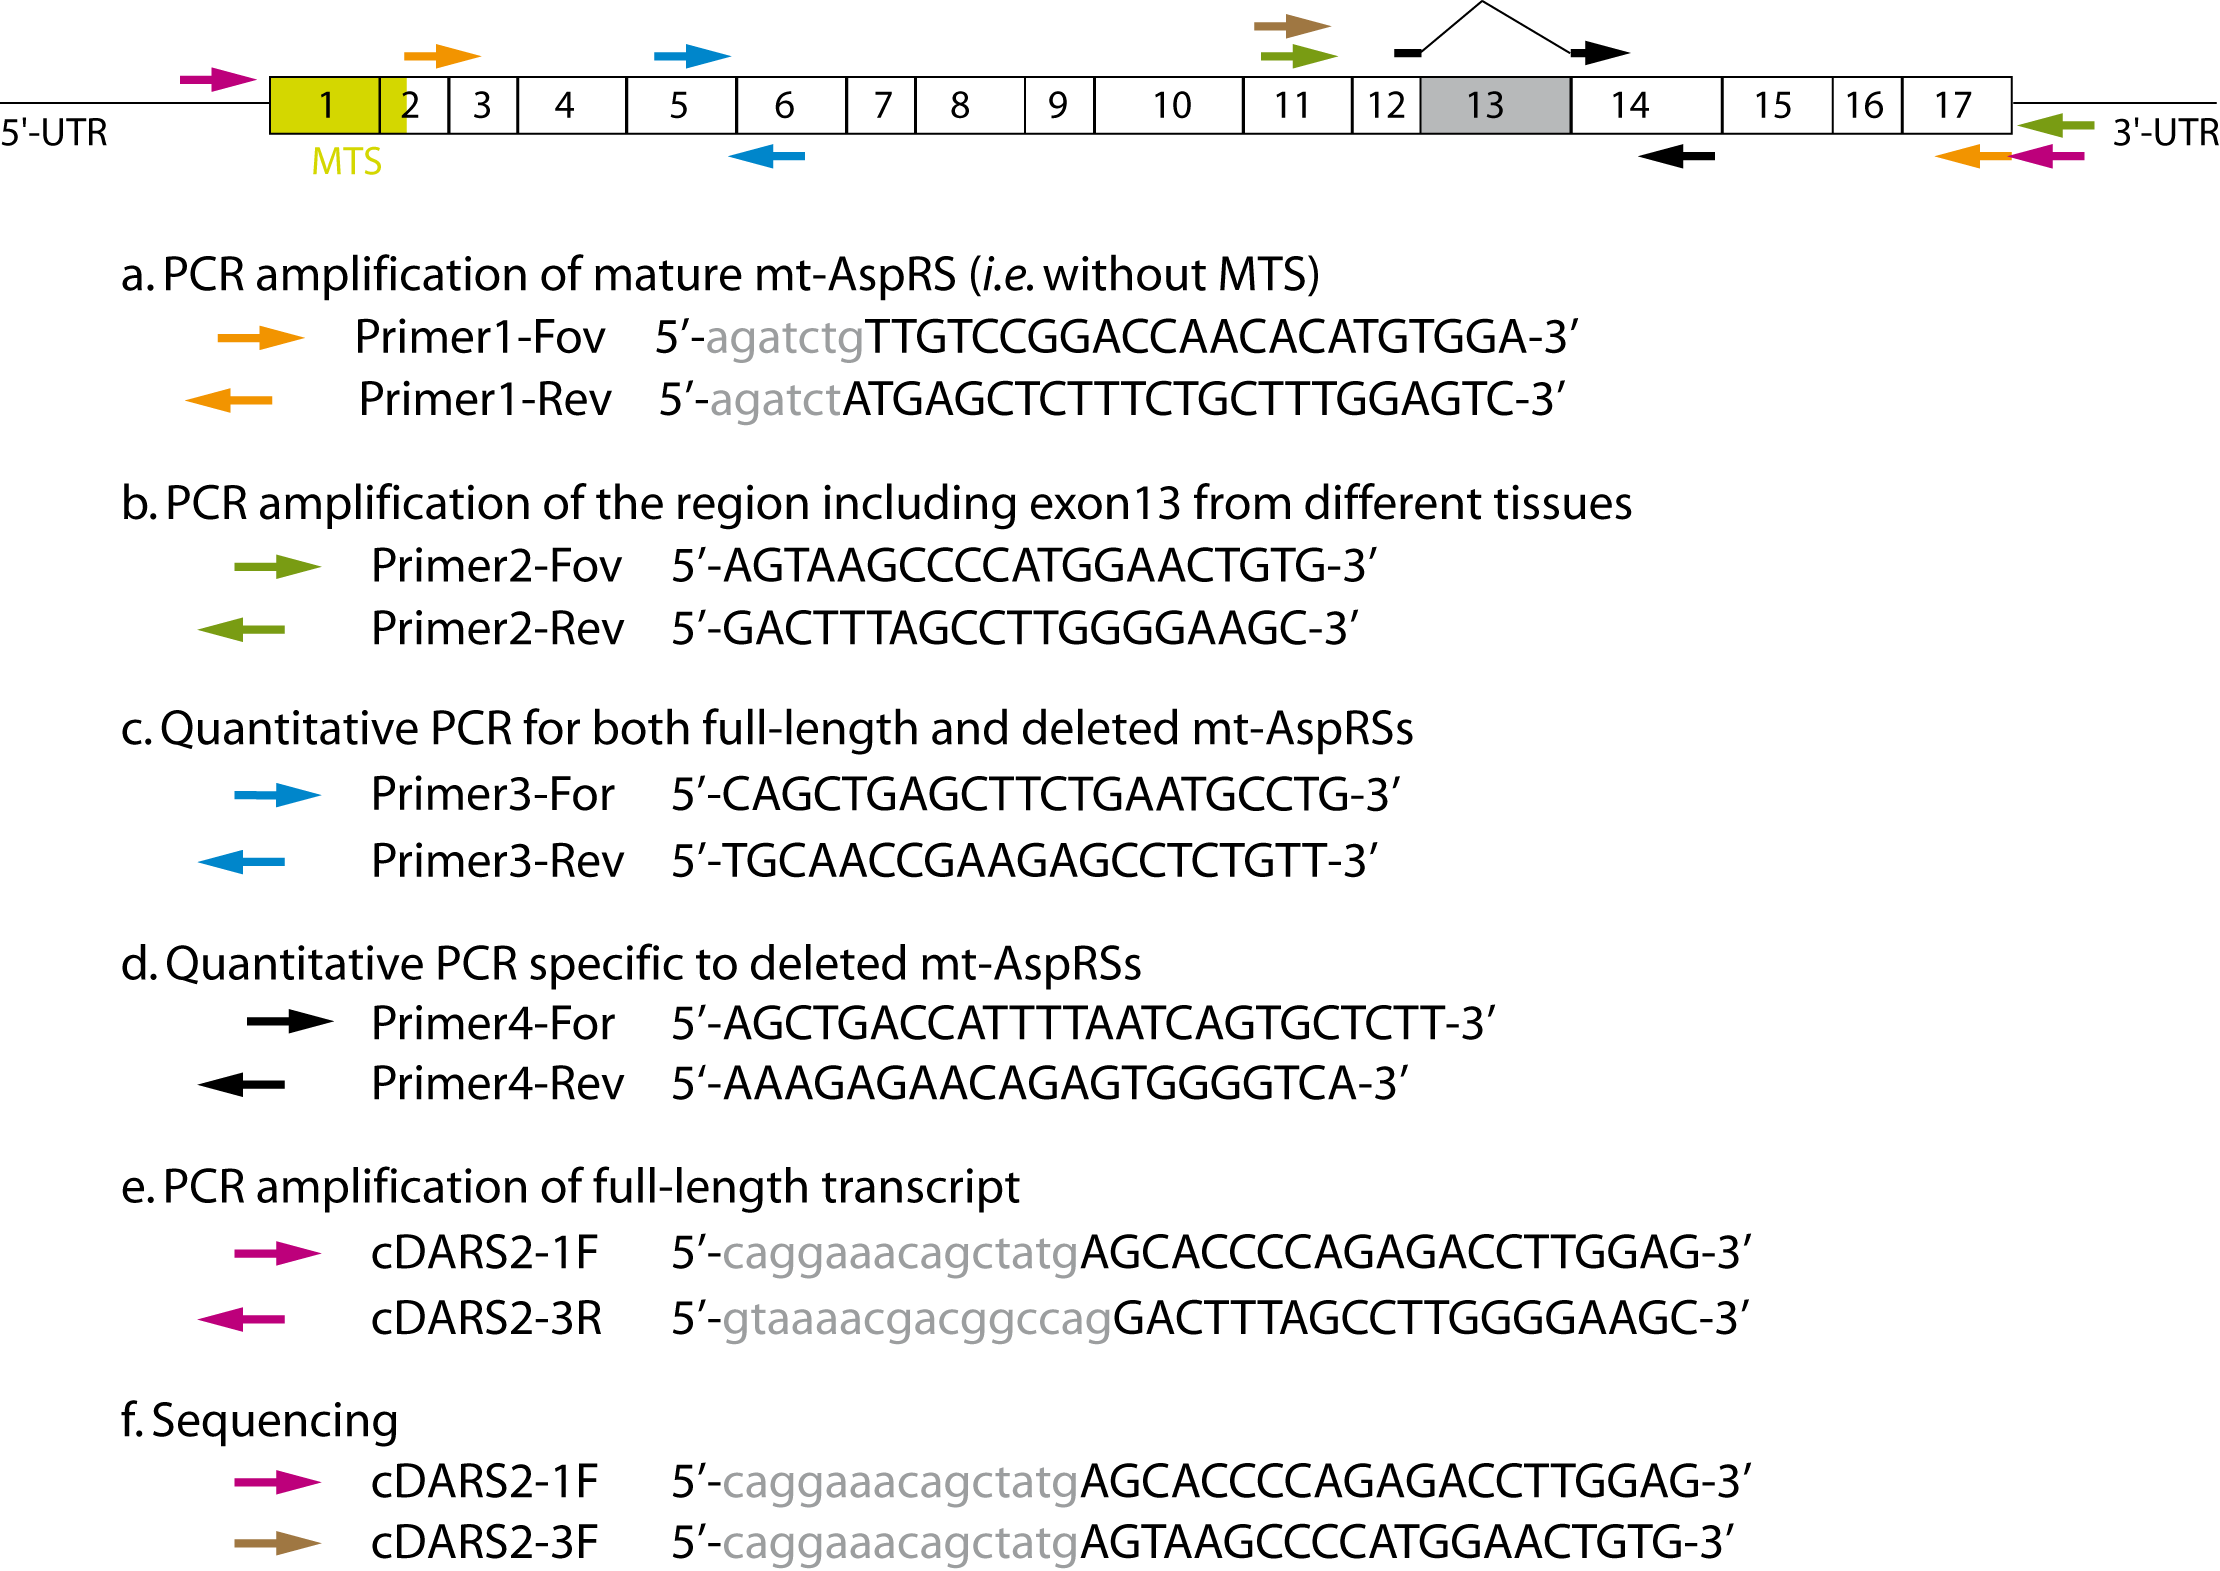 1 2 3 4 5 6 7 8 9 10 11 12 13 14 15 16 17
5'-UTR 3'-UTR
MTS
a. PCR amplification of mature mt-AspRS (i.e. without MTS)
Primer1-Fov 5’-agatctgTTGTCCGGACCAACACATGTGGA-3’
Primer1-Rev 5’-agatctATGAGCTCTTTCTGCTTTGGAGTC-3’
b. PCR amplification of the region including exon13 from different tissues
Primer2-Fov 5’-AGTAAGCCCCATGGAACTGTG-3’
Primer2-Rev 5’-GACTTTAGCCTTGGGGAAGC-3’
c. Quantitative PCR for both full-length and deleted mt-AspRSs
Primer3-For 5’-CAGCTGAGCTTCTGAATGCCTG-3’
Primer3-Rev 5’-TGCAACCGAAGAGCCTCTGTT-3’
d. Quantitative PCR specific to deleted mt-AspRSs
Primer4-For 5’-AGCTGACCATTTTAATCAGTGCTCTT-3’
Primer4-Rev 5‘-AAAGAGAACAGAGTGGGGTCA-3’
e. PCR amplification of full-length transcript
cDARS2-1F 5’-caggaaacagctatgAGCACCCCAGAGACCTTGGAG-3’
cDARS2-3R 5’-gtaaaacgacggccagGACTTTAGCCTTGGGGAAGC-3’
f. Sequencing
cDARS2-1F 5’-caggaaacagctatgAGCACCCCAGAGACCTTGGAG-3’
cDARS2-3F 5’-caggaaacagctatgAGTAAGCCCCATGGAACTGTG-3’